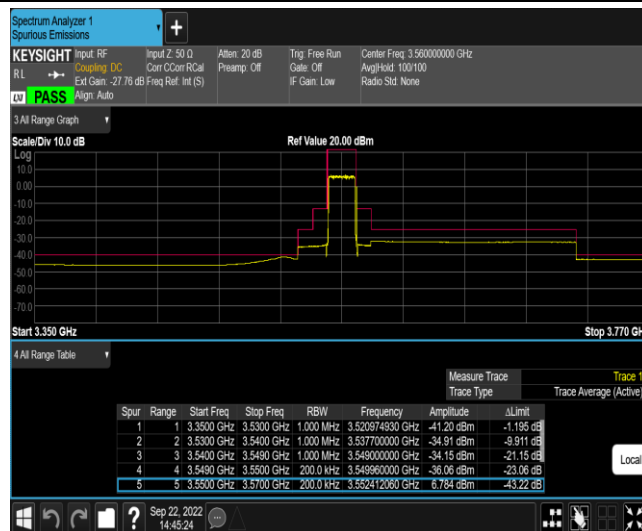 Spectrum Analyzer 1
Spurious Emissions
+
KEYSIGHT Input: RF Input Z: 50 Ω Atten: 20 dB Trig: Free Run Center Freq: 3.560000000 GHz
RL Coupling: DC Corr CCorr RCal Preamp: Off Gate: Off Avg|Hold: 100/100
Ext Gain: -27.76 dB Freq Ref: Int (S) IF Gain: Low Radio Std: None
LXI PASS Align: Auto
3 All Range Graph
Scale/Div 10.0 dB Ref Value 20.00 dBm
Log
10.0
0.00
-10.0
-20.0
-30.0
-40.0
-50.0
-60.0
-70.0
Start 3.350 GHz Stop 3.770 GH
4 All Range Table
Measure Trace Trace 1
Trace Type Trace Average (Active)
Spur Range Start Freq Stop Freq RBW Frequency Amplitude ΔLimit
1 1 3.3500 GHz 3.5300 GHz 1.000 MHz 3.520974930 GHz -41.20 dBm -1.195 dB
2 2 3.5300 GHz 3.5400 GHz 1.000 MHz 3.537700000 GHz -34.91 dBm -9.911 dB
3 3 3.5400 GHz 3.5490 GHz 1.000 MHz 3.549000000 GHz -34.15 dBm -21.15 dB
4 4 3.5490 GHz 3.5500 GHz 200.0 kHz 3.549960000 GHz -36.06 dBm -23.06 dB
5 5 3.5500 GHz 3.5700 GHz 200.0 kHz 3.552412060 GHz 6.784 dBm -43.22 dB
Local
? Sep 22, 2022
14:45:24